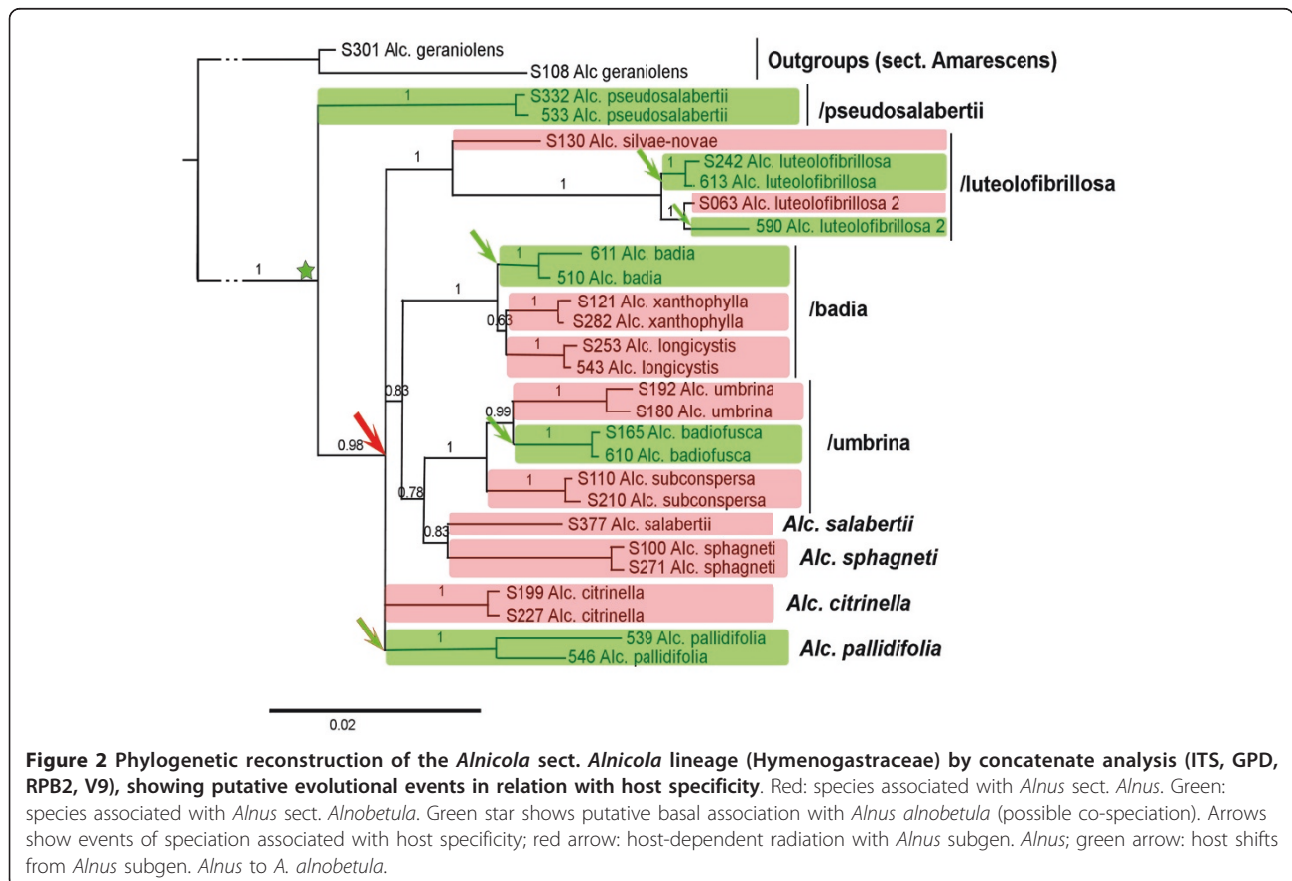 S301 Alc. geraniolens
S108 Alc geraniolens
Outgroups (sect. Amarescens)
1
S332 Alc. pseudosalabertii
533 Alc. pseudosalabertii
/pseudosalabertii
S130 Alc. silvae-novae
1
1
S242 Alc. luteolofibrillosa
613 Alc. luteolofibrillosa
/luteolofibrillosa
1
1
S063 Alc. luteolofibrillosa 2
590 Alc. luteolofibrillosa 2
1
1
611 Alc. badia
510 Alc. badia
1
/badia
1
S121 Alc. xanthophylla
S282 Alc. xanthophylla
0.63
1
S253 Alc. longicystis
543 Alc. longicystis
0.83
1
S192 Alc. umbrina
S180 Alc. umbrina
0.99
1
S165 Alc. badiofusca
610 Alc. badiofusca
/umbrina
1
0.98
0.78
1
S110 Alc. subconspersa
S210 Alc. subconspersa
S377 Alc. salabertii
Alc. salabertii
0.83
S100 Alc. sphagneti
S271 Alc. sphagneti
Alc. sphagneti
1
S199 Alc. citrinella
S227 Alc. citrinella
Alc. citrinella
1
539 Alc. pallidifolia
546 Alc. pallidifolia
Alc. pallidifolia
0.02
Figure 2 Phylogenetic reconstruction of the Alnicola sect. Alnicola lineage (Hymenogastraceae) by concatenate analysis (ITS, GPD,
RPB2, V9), showing putative evolutional events in relation with host specificity. Red: species associated with Alnus sect. Alnus. Green:
species associated with Alnus sect. Alnobetula. Green star shows putative basal association with Alnus alnobetula (possible co-speciation). Arrows
show events of speciation associated with host specificity; red arrow: host-dependent radiation with Alnus subgen. Alnus; green arrow: host shifts
from Alnus subgen. Alnus to A. alnobetula.